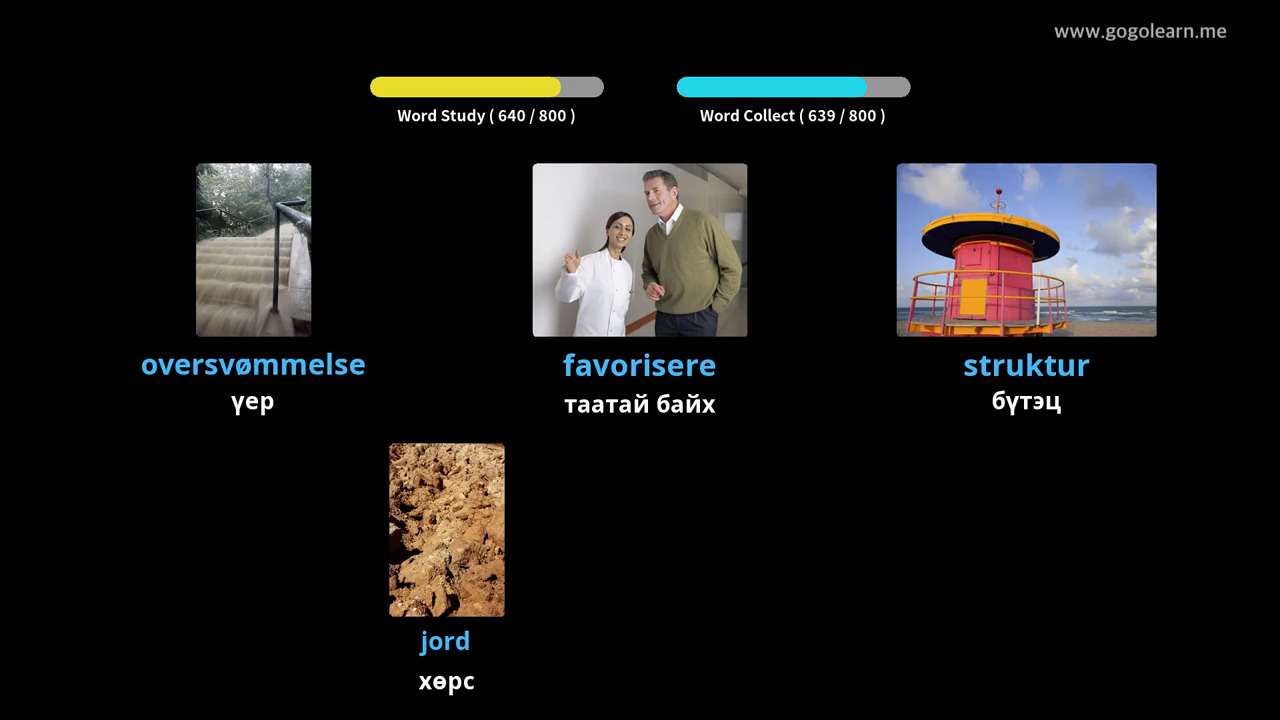 www.gogolearn.me
Word Study ( 640 / 800 )
Word Collect ( 639 / 800 )
oversvømmelse
үер
favorisere
таатай байх
struktur
бүтэц
jord
хөрс